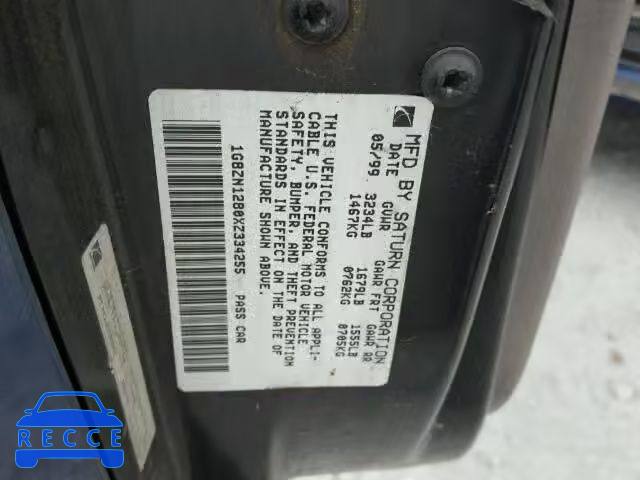 MFD BY SATURN CORPORATION
DATE GVWR GAWR FRT GAWR RR
05/99 3234LB 1679LB 1555LB
1467KG 0762KG 0705KG
THIS VEHICLE CONFORMS TO ALL APPLI-
CABLE U.S. FEDERAL MOTOR VEHICLE
SAFETY, BUMPER, AND THEFT PREVENTION
STANDARDS IN EFFECT ON THE DATE OF
MANUFACTURE SHOWN ABOVE.
1G8ZM1280XZ334255 PASS CAR
RECCE